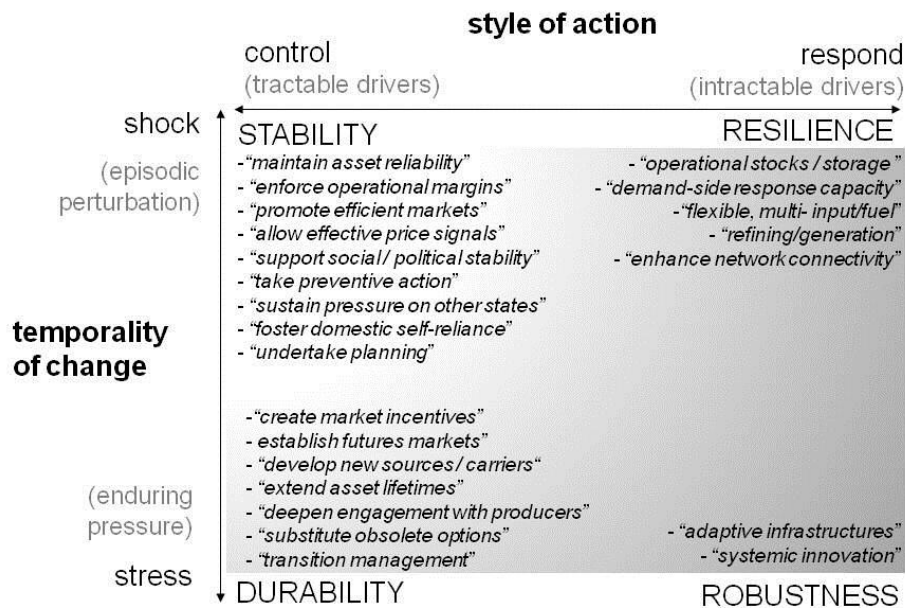 style of action
control
respond
(tractable drivers)
(intractable drivers)
shock
(episodic
perturbation)
temporality
of change
(enduring
pressure)
stress
STABILITY
-“maintain asset reliability”
-“enforce operational margins”
-“promote efficient markets”
-“allow effective price signals”
-“support social / political stability”
-“take preventive action”
-“sustain pressure on other states”
-“foster domestic self-reliance”
-“undertake planning”
RESILIENCE
-“operational stocks / storage”
-“demand-side response capacity”
-“flexible, multi- input/fuel”
-“refining/generation”
-“enhance network connectivity”
-“create market incentives”
- establish futures markets”
- “develop new sources / carriers“
- “extend asset lifetimes”
- “deepen engagement with producers”
- “substitute obsolete options”
- “transition management”
DURABILITY
- “adaptive infrastructures”
- “systemic innovation”
ROBUSTNESS